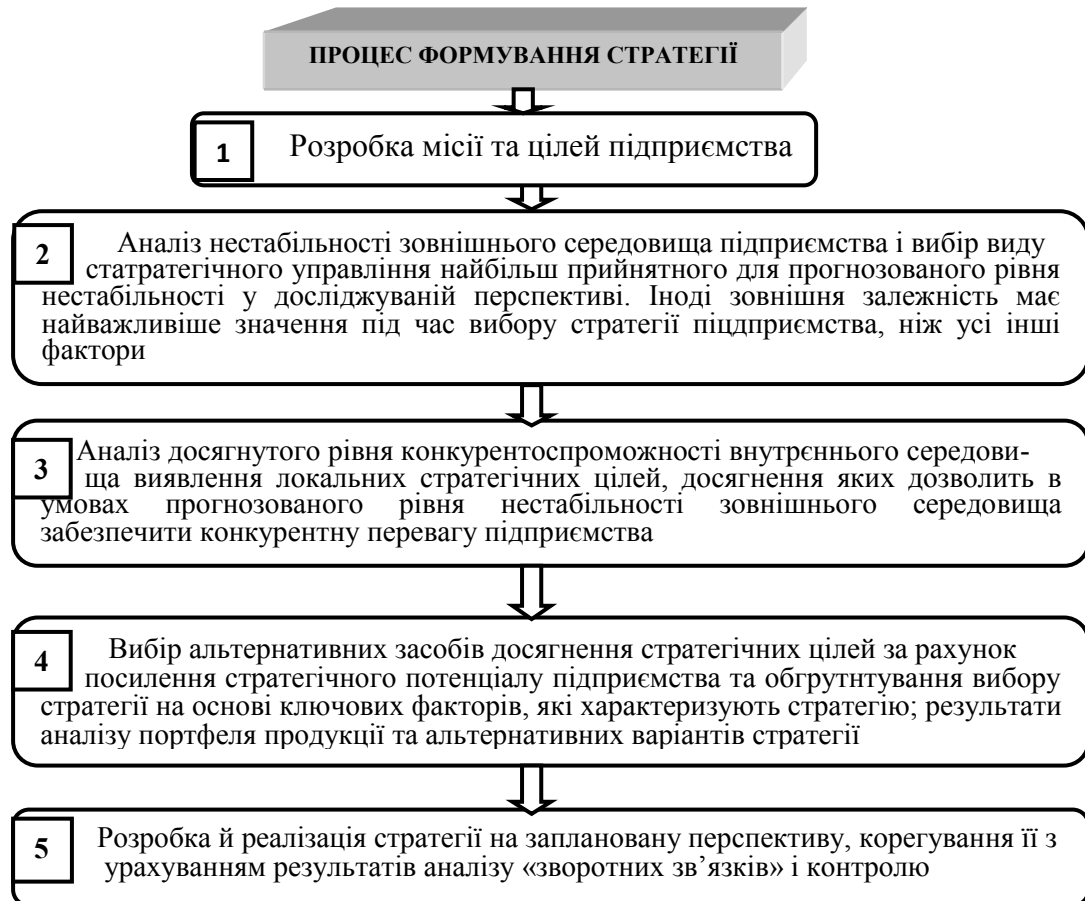 ПРОЦЕС ФОРМУВАННЯ СТРАТЕГІЇ
1 Розробка місії та цілей підприємства
2 Аналіз нестабільності зовнішнього середовища підприємства і вибір виду
статратегічного управління найбільш прийнятного для прогнозованого рівня
нестабільності у досліджуваній перспективі. Іноді зовнішня залежність має
найважливіше значення під час вибору стратегії піцдприємства, ніж усі інші
фактори
3 Аналіз досягнутого рівня конкурентоспроможності внутрєннього середови-
ща виявлення локальних стратегічних цілей, досягнення яких дозволить в
умовах прогнозованого рівня нестабільності зовнішнього середовища
забезпечити конкурентну перевагу підприємства
4 Вибір альтернативних засобів досягнення стратегічних цілей за рахунок
посилення стратегічного потенціалу підприємства та обгрутнтування вибору
стратегії на основі ключових факторів, які характеризують стратегію; результати
аналізу портфеля продукції та альтернативних варіантів стратегії
5 Розробка й реалізація стратегії на заплановану перспективу, корегування її з
урахуванням результатів аналізу «зворотних зв’язків» і контролю